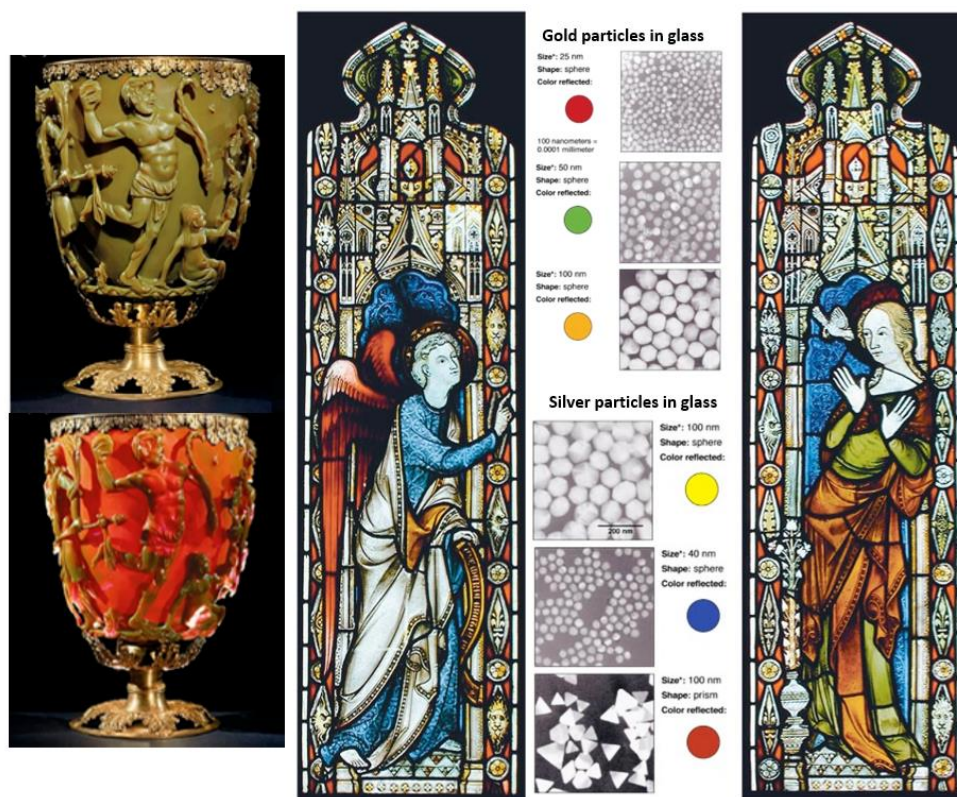 Gold particles in glass
Size*: 25 nm
Shape: sphere
Color reflected:
100 nanometers =
0.0001 millimeter
Size*: 50 nm
Shape: sphere
Color reflected:
Size*: 100 nm
Shape: sphere
Color reflected:
Silver particles in glass
Size*: 100 nm
Shape: sphere
Color reflected:
200 nm
Size*: 40 nm
Shape: sphere
Color reflected:
Size*: 100 nm
Shape: prism
Color reflected: